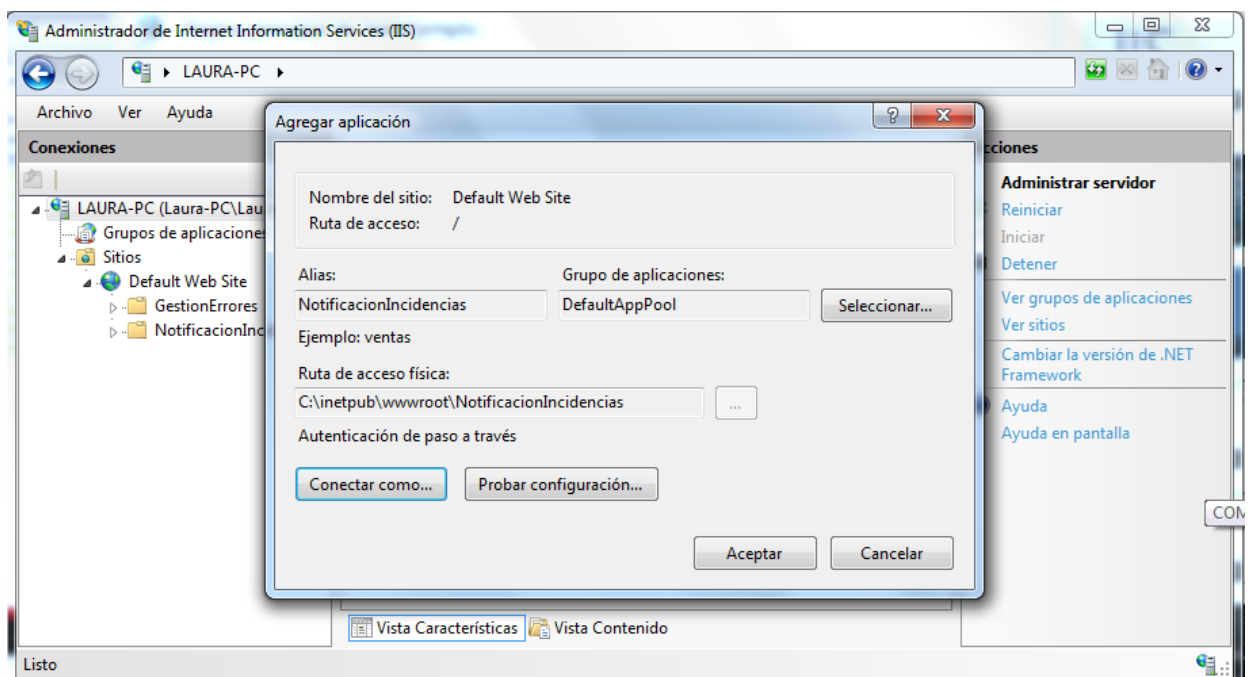 Administrador de Internet Information Services (IIS)
LAURA-PC
Archivo Ver Ayuda
Conexiones
LAURA-PC (Laura-PC\Lau
Grupos de aplicacione
Sitios
Default Web Site
GestionErrores
NotificacionInc
Agregar aplicación
Nombre del sitio: Default Web Site
Ruta de acceso: /
Alias: Grupo de aplicaciones:
NotificacionIncidencias DefaultAppPool Seleccionar...
Ejemplo: ventas
Ruta de acceso física:
C:\inetpub\wwwroot\NotificacionIncidencias ...
Autenticación de paso a través
Conectar como... Probar configuración...
Aceptar Cancelar
cciones
Administrar servidor
Reiniciar
Iniciar
Detener
Ver grupos de aplicaciones
Ver sitios
Cambiar la versión de .NET
Framework
Ayuda
Ayuda en pantalla
COM
Vista Características Vista Contenido
Listo